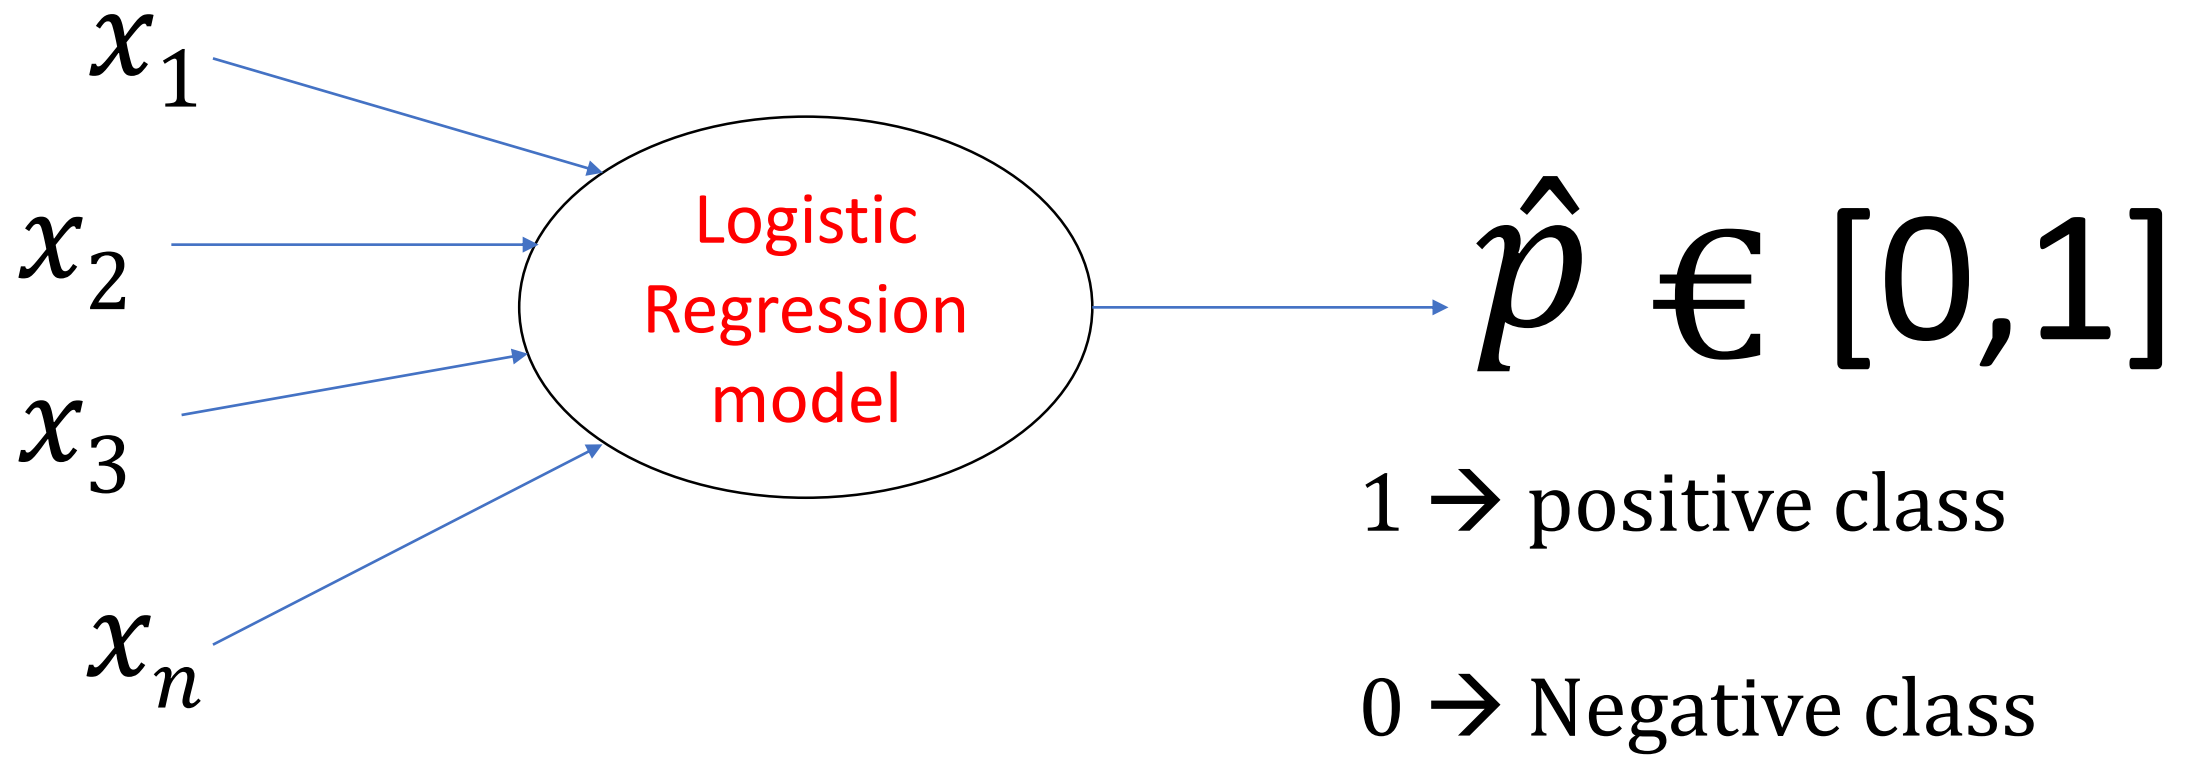 x₁
x₂
x₃
xₙ
Logistic
Regression
model
p̂ € [0,1]
1 → positive class
0 → Negative class